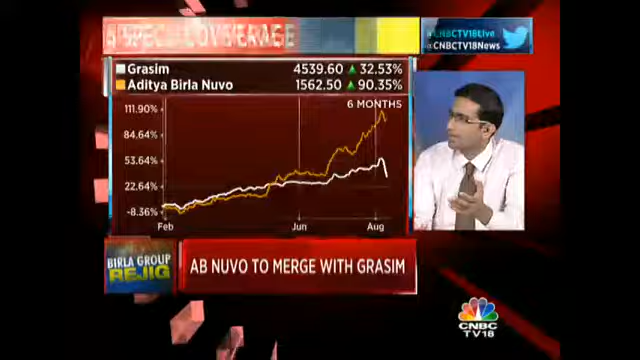 A SPECIAL COVERAGE
@CNBCTV18Live
@CNBCTV18News
Grasim 4539.60 32.53%
Aditya Birla Nuvo 1562.50 90.35%
6 MONTHS
111.90%
84.64%
53.64%
22.64%
-8.36%
Feb Jun Aug
BIRLA GROUP
REJIG
AB NUVO TO MERGE WITH GRASIM
CNBC
TV18